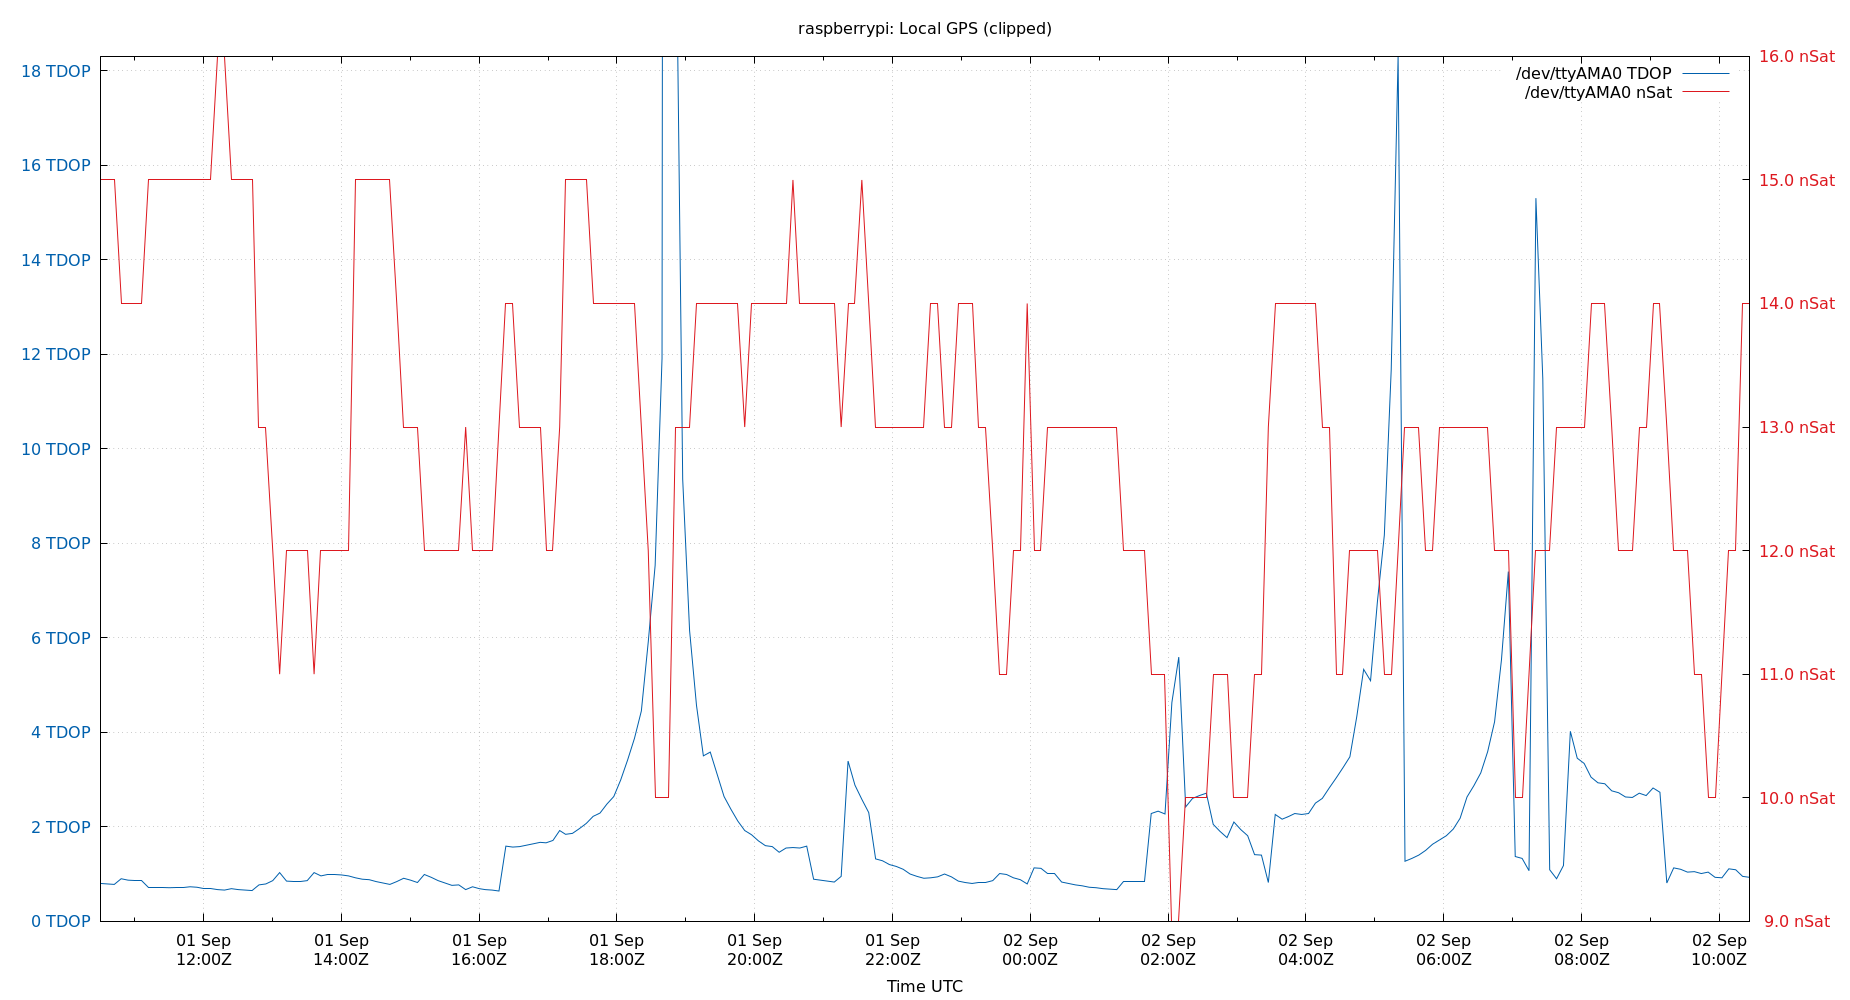 raspberrypi: Local GPS (clipped)
18 TDOP
16 TDOP
14 TDOP
12 TDOP
10 TDOP
8 TDOP
6 TDOP
4 TDOP
2 TDOP
0 TDOP
16.0 nSat
15.0 nSat
14.0 nSat
13.0 nSat
12.0 nSat
11.0 nSat
10.0 nSat
9.0 nSat
/dev/ttyAMA0 TDOP
/dev/ttyAMA0 nSat
01 Sep
12:00Z
01 Sep
14:00Z
01 Sep
16:00Z
01 Sep
18:00Z
01 Sep
20:00Z
01 Sep
22:00Z
02 Sep
00:00Z
02 Sep
02:00Z
02 Sep
04:00Z
02 Sep
06:00Z
02 Sep
08:00Z
02 Sep
10:00Z
Time UTC